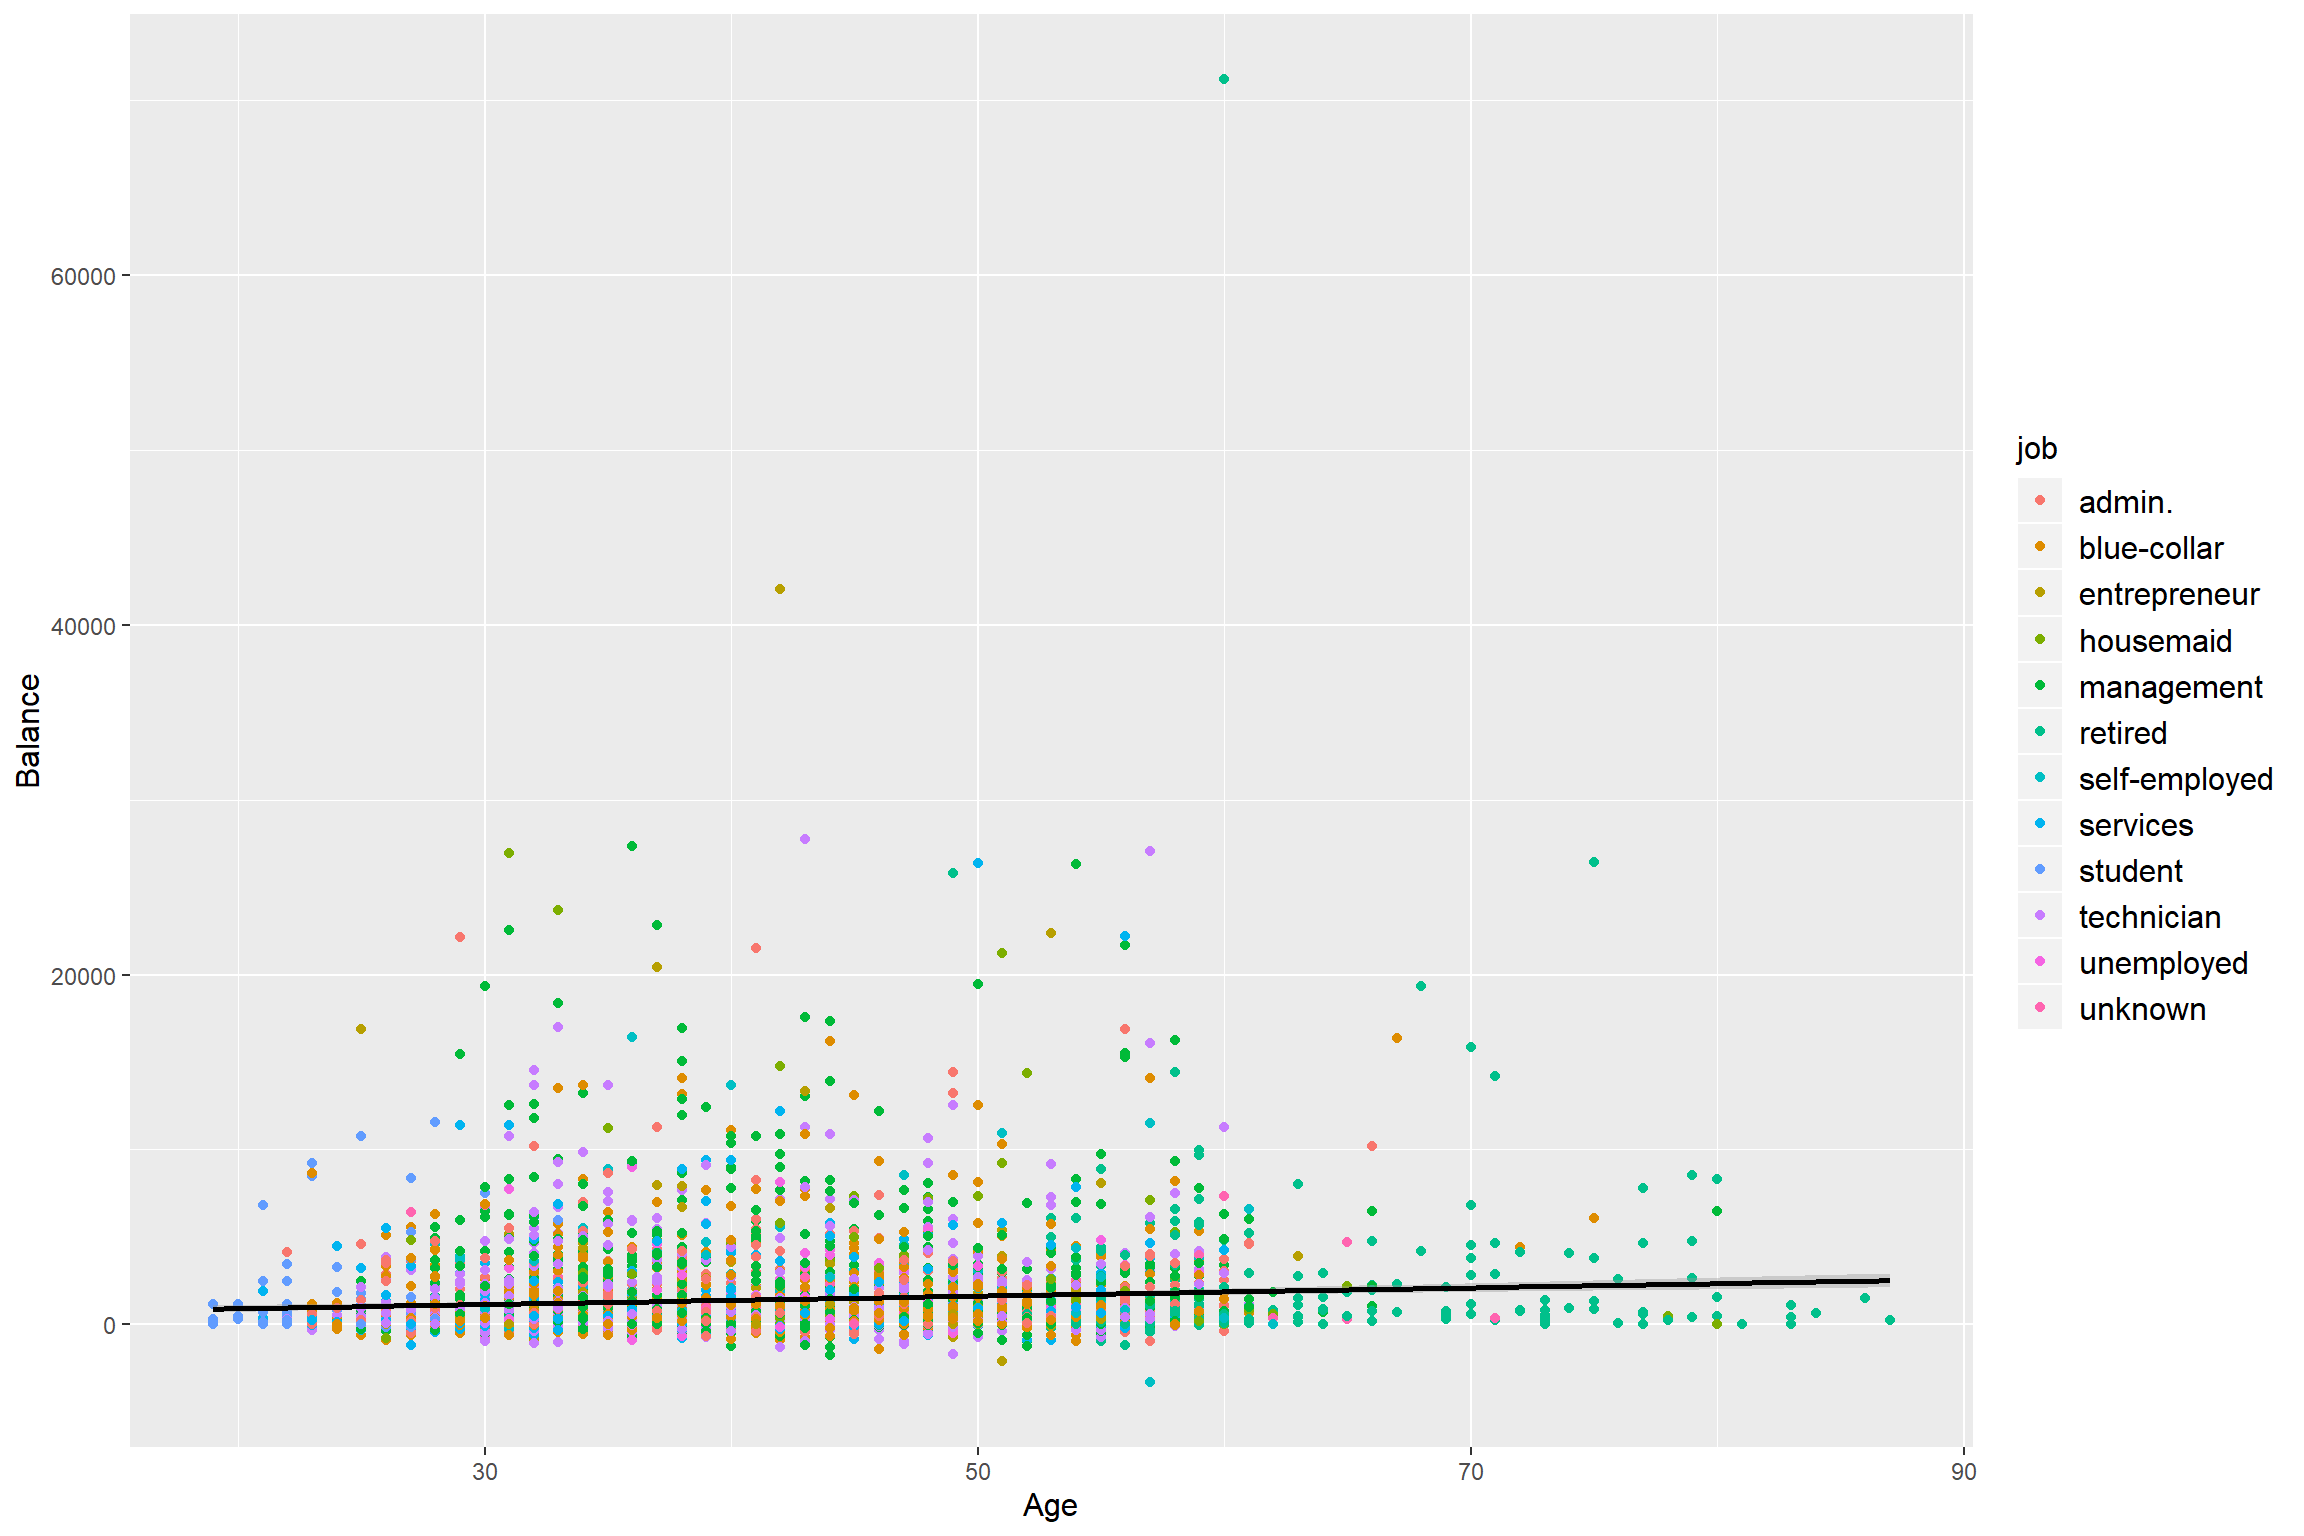 60000
40000
20000
0
Balance
30 50 70 90
Age
job
admin.
blue-collar
entrepreneur
housemaid
management
retired
self-employed
services
student
technician
unemployed
unknown